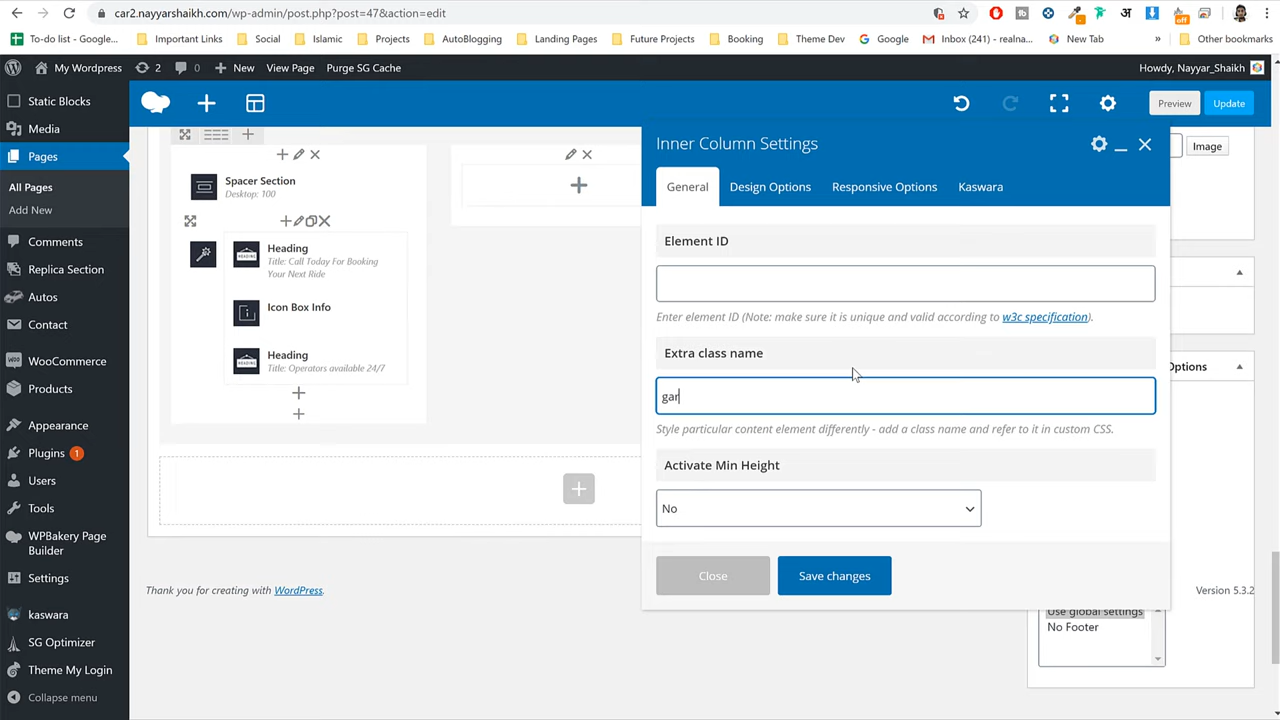 car2.nayyarshaikh.com/wp-admin/post.php?post=47&action=edit
off
To-do list - Google...
Important Links
Social
Islamic
Projects
AutoBlogging
Landing Pages
Future Projects
Booking
Theme Dev
Google
Inbox (241) - realna...
New Tab
»
Other bookmarks
My Wordpress
2
0
New
View Page
Purge SG Cache
Howdy, Nayyar_Shaikh
Static Blocks
Media
Pages
All Pages
Add New
Comments
Replica Section
Autos
Contact
WooCommerce
Products
Appearance
Plugins 1
Users
Tools
WPBakery Page
Builder
Settings
kaswara
SG Optimizer
Theme My Login
Collapse menu
Preview
Update
Spacer Section
Desktop: 100
Heading
Title: Call Today For Booking
Your Next Ride
Icon Box Info
Heading
Title: Operators available 24/7
Inner Column Settings
General
Design Options
Responsive Options
Kaswara
Element ID
Enter element ID (Note: make sure it is unique and valid according to w3c specification).
Extra class name
gar
Style particular content element differently - add a class name and refer to it in custom CSS.
Activate Min Height
No
Close
Save changes
Image
Options
Use global settings
No Footer
Thank you for creating with WordPress.
Version 5.3.2